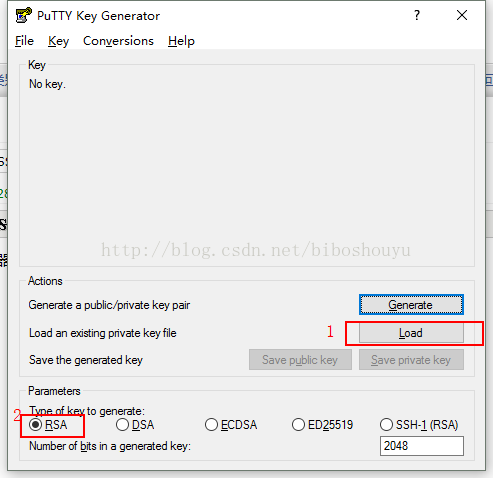 PuTTY Key Generator ?
File Key Conversions Help
Key
No key.
http://blog.csdn.net/biboshouyu
Actions
Generate a public/private key pair Generate
Load an existing private key file 1 Load
Save the generated key Save public key Save private key
Parameters
Type of key to generate:
2 RSA DSA ECDSA ED25519 SSH-1 (RSA)
Number of bits in a generated key: 2048